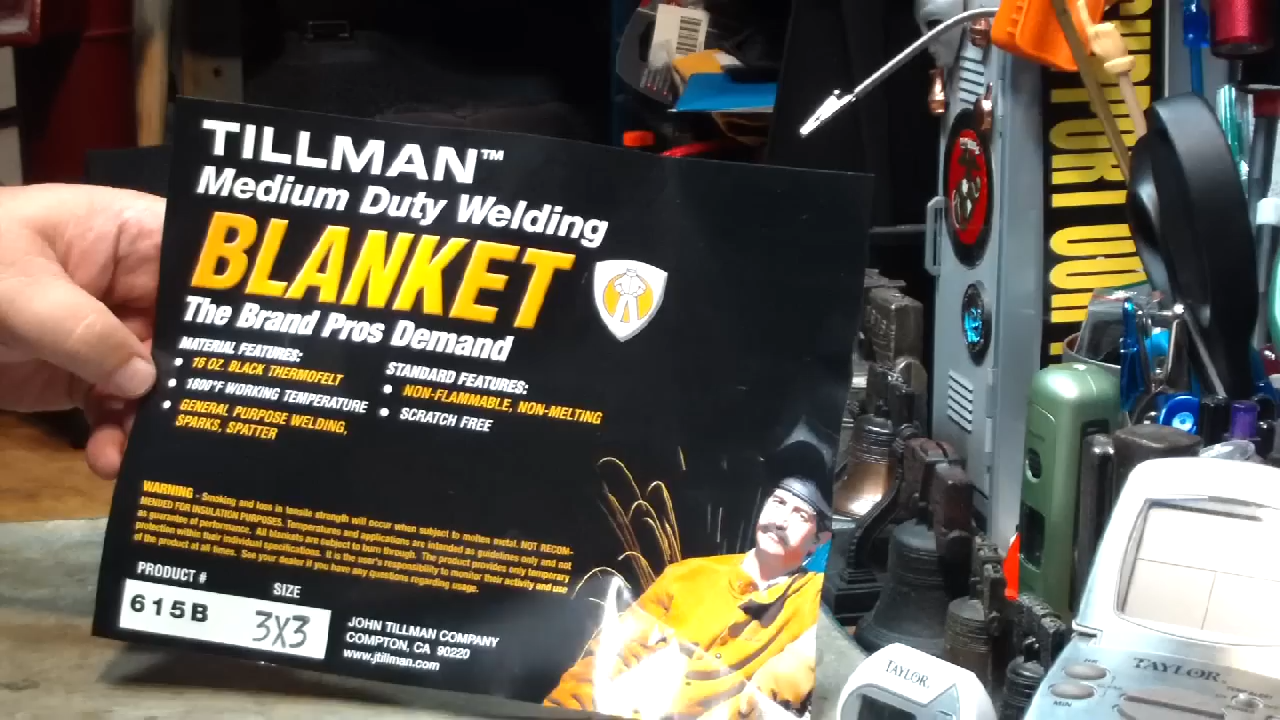 TILLMAN™
Medium Duty Welding
BLANKET
The Brand Pros Demand
MATERIAL FEATURES:
• 16 OZ. BLACK THERMOFELT
• 1600°F WORKING TEMPERATURE
• GENERAL PURPOSE WELDING,
SPARKS, SPATTER
STANDARD FEATURES:
• NON-FLAMMABLE, NON-MELTING
• SCRATCH FREE
WARNING - Smoking and loss in tensile strength will occur when subject to molten metal. NOT RECOM-
MENDED FOR INSULATION PURPOSES. Temperatures and applications are intended as guidelines only and not
as guarantee of performance. All blankets are subject to burn through. The product provides only temporary
protection within their individual specifications. It is the user's responsibility to monitor their activity and use
of the product at all times. See your dealer if you have any questions regarding usage.
PRODUCT #
615B
SIZE
3X3
JOHN TILLMAN COMPANY
COMPTON, CA 90220
www.jtillman.com
SUPPORT OUR
TAYLOR
TAYLOR
MIN